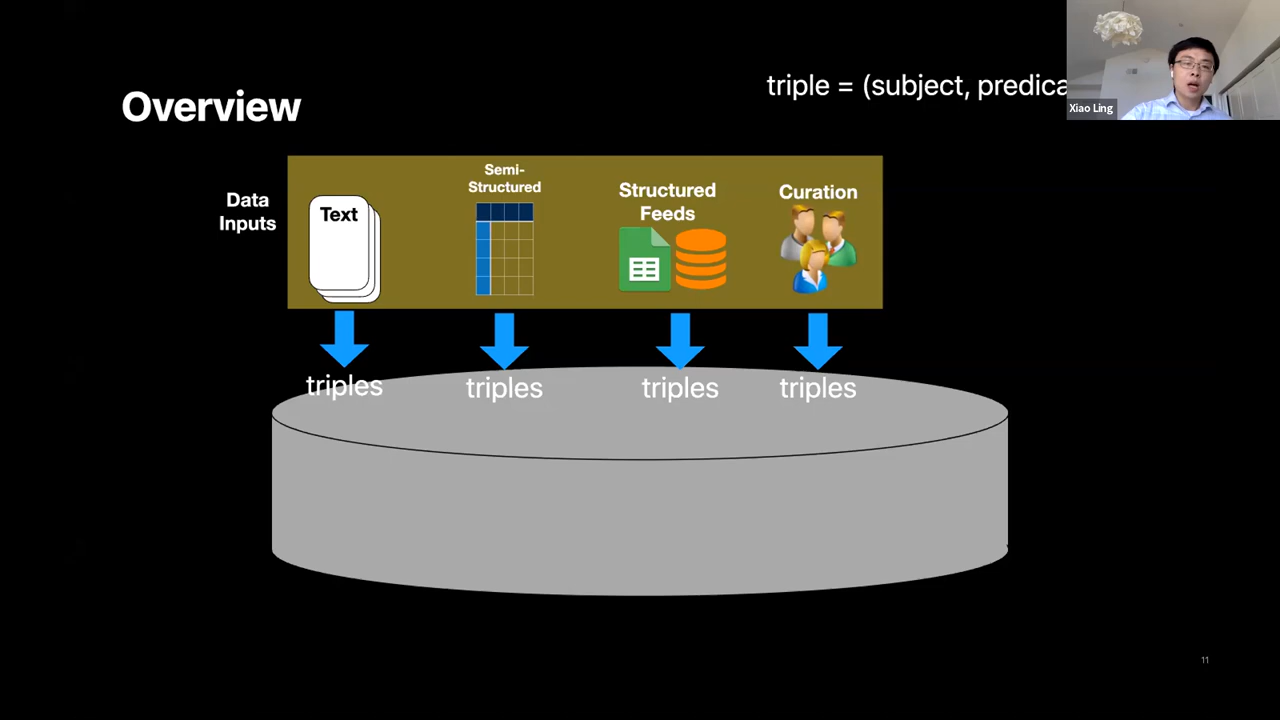 Overview
triple = (subject, predica
Xiao Ling
Data
Inputs
Text
Semi-
Structured
Structured
Feeds
Curation
triples
triples
triples
triples
11